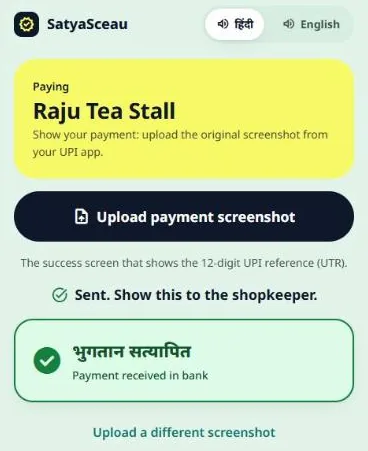 SatyaSceau
हिंदी
English
Paying
Raju Tea Stall
Show your payment: upload the original screenshot from
your UPI app.
Upload payment screenshot
The success screen that shows the 12-digit UPI reference (UTR).
Sent. Show this to the shopkeeper.
भुगतान सत्यापित
Payment received in bank
Upload a different screenshot